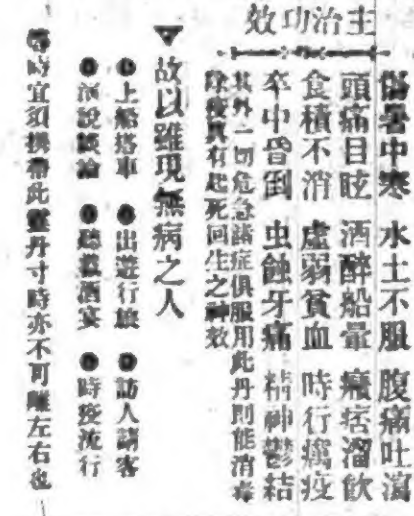 主治功效
傷暑中寒 水土不服 腹痛吐瀉
頭痛目眩 酒醉船暈 癪痞溜飲
食積不消 虛弱貧血 時行癘疫
卒中昏倒 虫蝕牙痛 精神鬱結
其外一切危急諸症俱服用此丹則能消毒
除疫眞有起死回生之神效
▼故以雖現無病之人
●上船搭車 ●出遊行旅 ●訪人請客
●演說談論 ●聽戲酒宴 ●時疫流行
等時宜須携帶此靈丹寸時亦不可離左右也